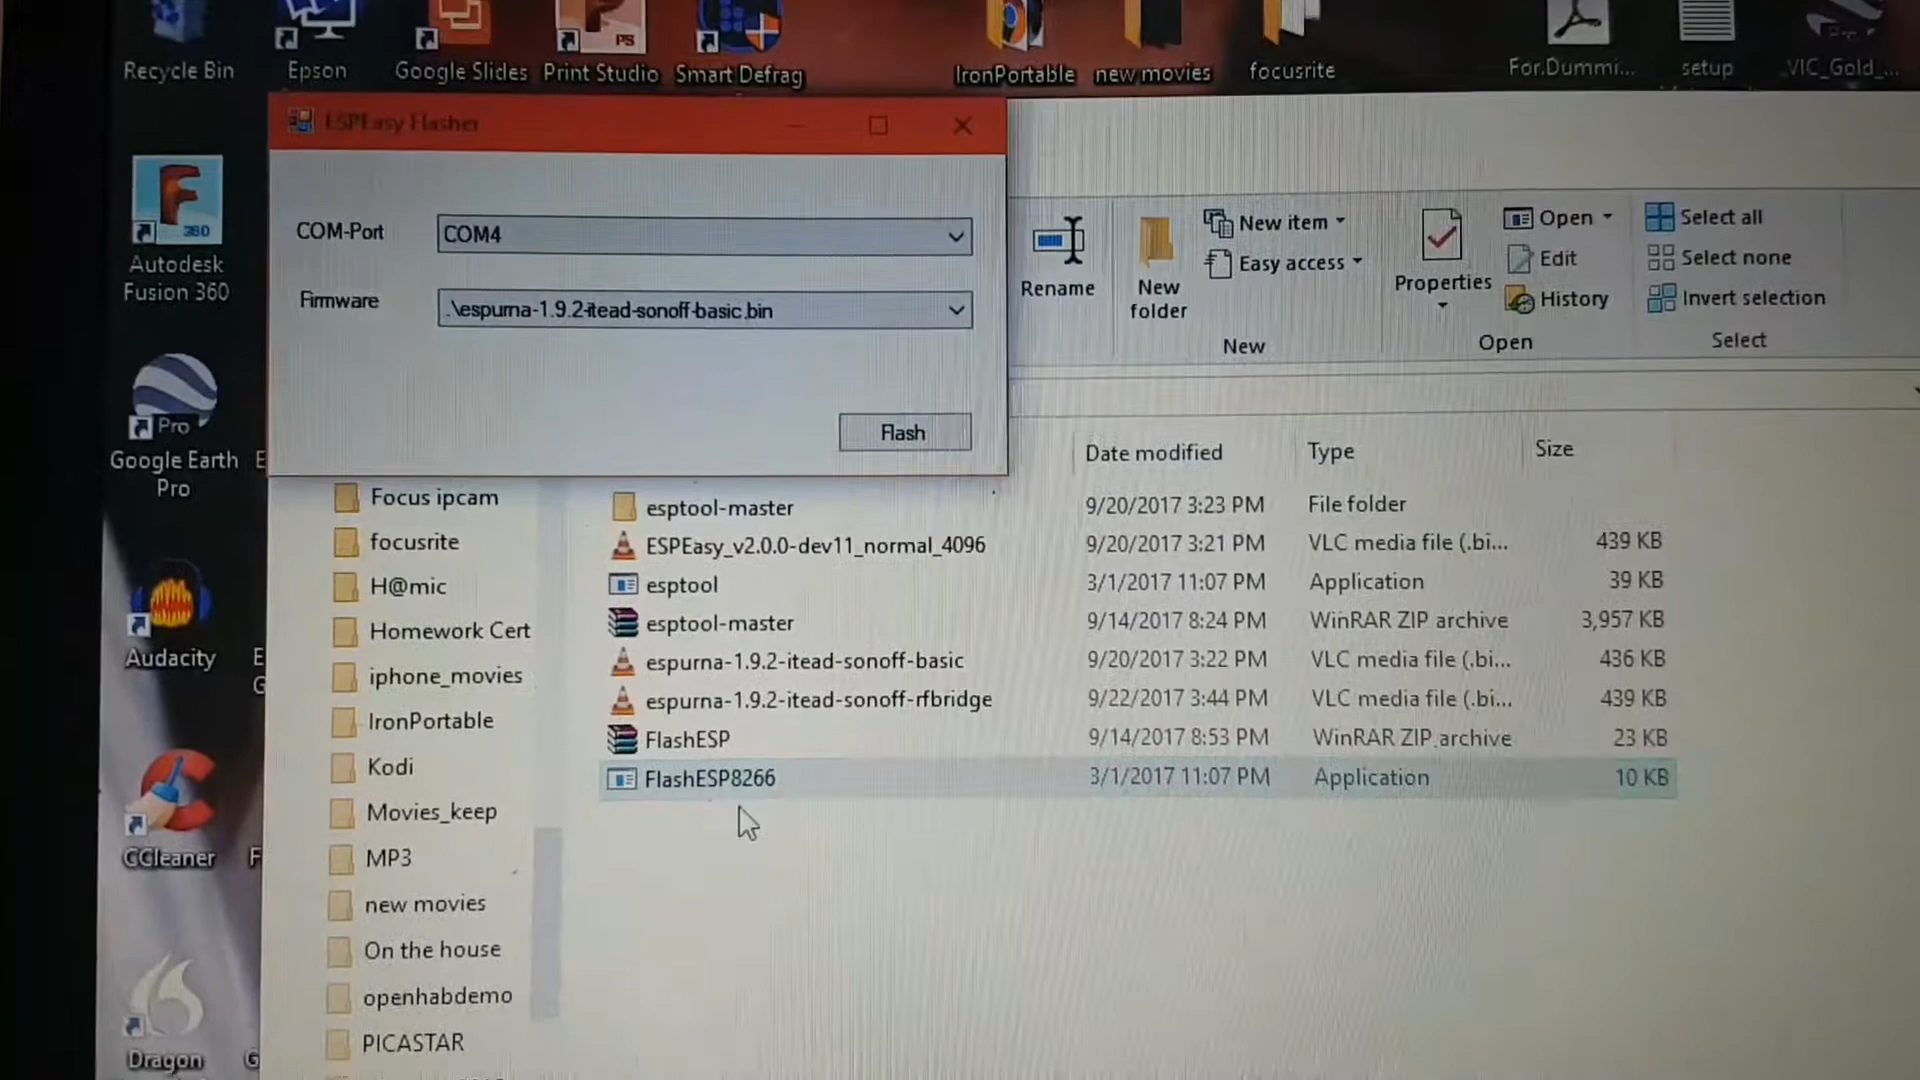 Recycle Bin
Epson
Google Slides
PS
Print Studio
Smart Defrag
IronPortable
new movies
focusrite
For.Dummi...
setup
_VIC_Gold_...
ESPEasy Flasher
COM-Port
COM4
Firmware
.\espurna-1.9.2-itead-sonoff-basic.bin
Flash
Rename
New folder
New item
Easy access
New
Properties
Open
Edit
History
Open
Select all
Select none
Invert selection
Select
360
Autodesk
Fusion 360
Pro
Google Earth
Pro
E
Audacity
E
G
CCleaner
F
Dragon
G
Focus ipcam
focusrite
H@mic
Homework Cert
iphone_movies
IronPortable
Kodi
Movies_keep
MP3
new movies
On the house
openhabdemo
PICASTAR
Date modified Type Size
esptool-master 9/20/2017 3:23 PM File folder
ESPEasy_v2.0.0-dev11_normal_4096 9/20/2017 3:21 PM VLC media file (.bi... 439 KB
esptool 3/1/2017 11:07 PM Application 39 KB
esptool-master 9/14/2017 8:24 PM WinRAR ZIP archive 3,957 KB
espurna-1.9.2-itead-sonoff-basic 9/20/2017 3:22 PM VLC media file (.bi... 436 KB
espurna-1.9.2-itead-sonoff-rfbridge 9/22/2017 3:44 PM VLC media file (.bi... 439 KB
FlashESP 9/14/2017 8:53 PM WinRAR ZIP archive 23 KB
FlashESP8266 3/1/2017 11:07 PM Application 10 KB